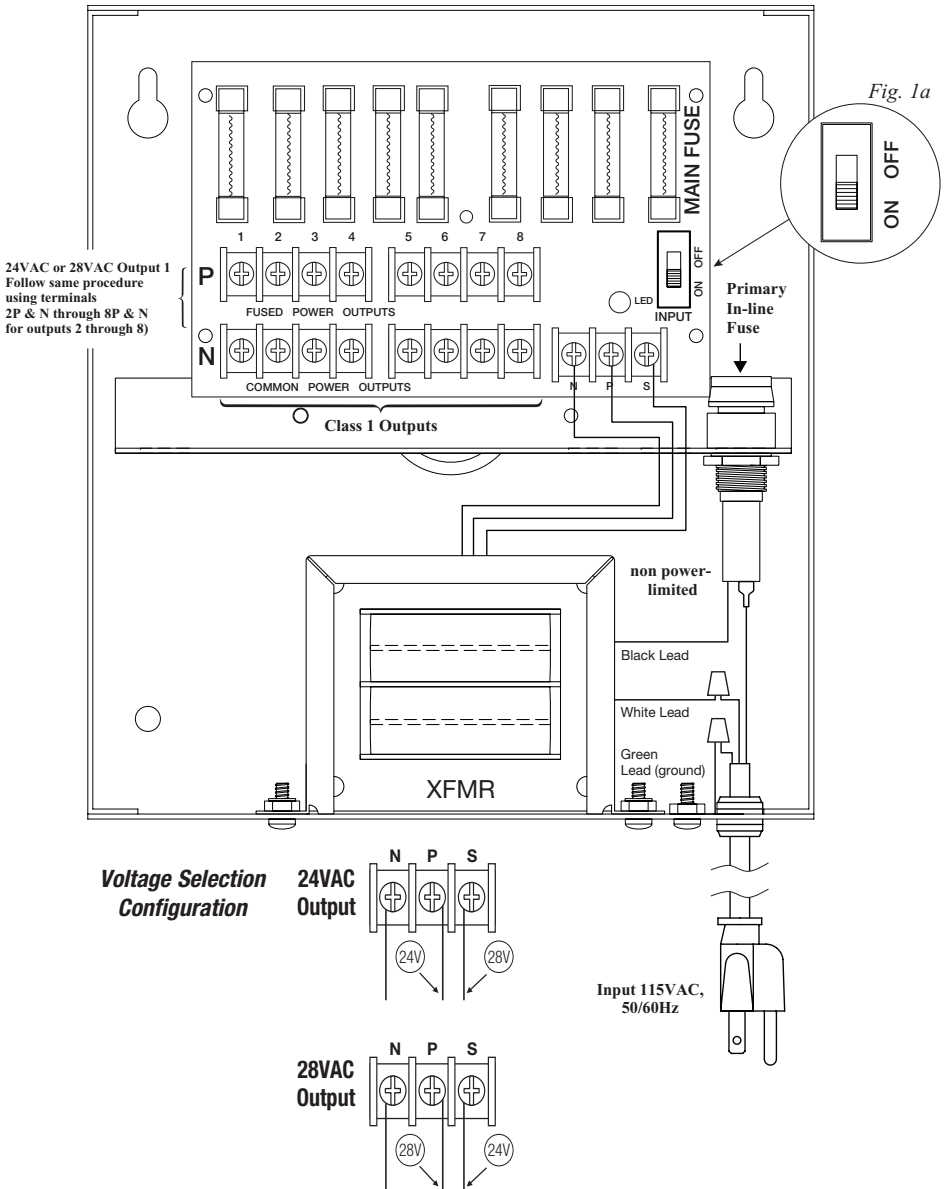 Fig. 1a
ON OFF
MAIN FUSE
1 2 3 4 5 6 7 8
24VAC or 28VAC Output 1
Follow same procedure
using terminals
2P & N through 8P & N
for outputs 2 through 8)
P
FUSED POWER OUTPUTS
LED
ON OFF
INPUT
Primary
In-line
Fuse
N
COMMON POWER OUTPUTS
N P S
Class 1 Outputs
non power-
limited
Black Lead
White Lead
Green
Lead (ground)
XFMR
Voltage Selection
Configuration
24VAC
Output
N P S
24V 28V
Input 115VAC,
50/60Hz
28VAC
Output
N P S
28V 24V